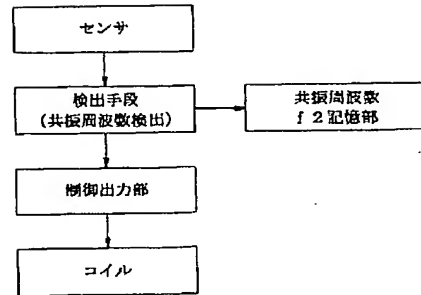 センサ
検出手段
(共振周波数検出)
共振周波数
f2記憶部
制御出力部
コイル